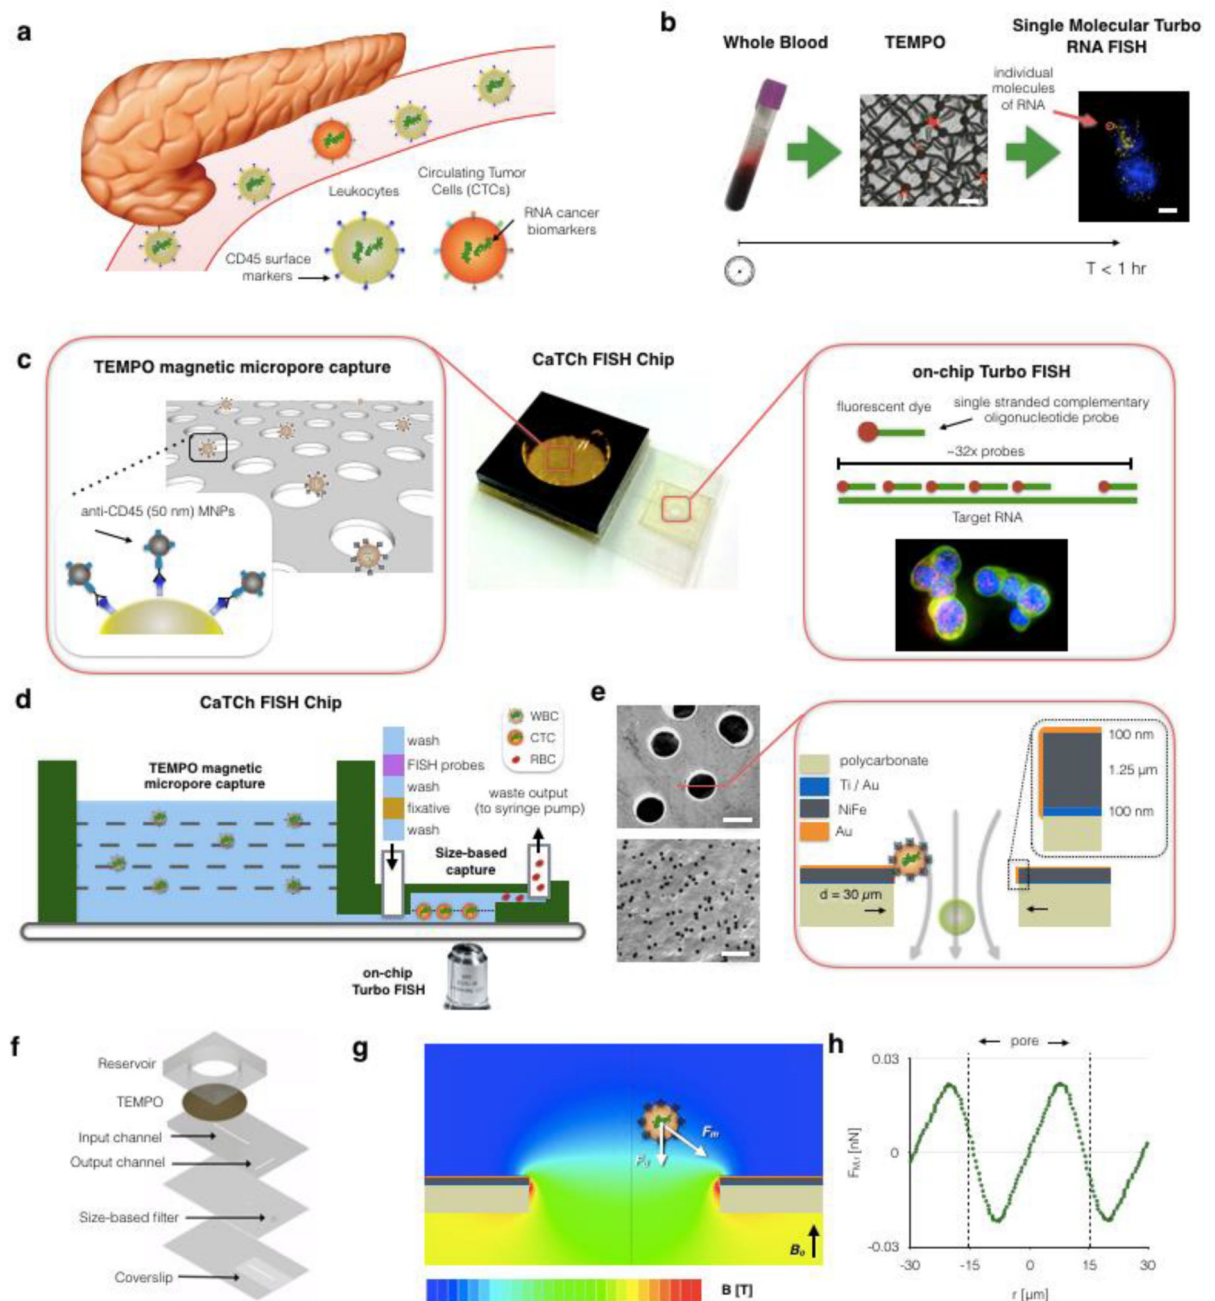 a
Leukocytes
Circulating Tumor
Cells (CTCs)
RNA cancer
biomarkers
CD45 surface
markers
b
Whole Blood
TEMPO
Single Molecular Turbo
RNA FISH
individual
molecules
of RNA
T < 1 hr
c
TEMPO magnetic micropore capture
anti-CD45 (50 nm) MNPs
CaTCh FISH Chip
on-chip Turbo FISH
fluorescent dye
single stranded complementary
oligonucleotide probe
~32x probes
Target RNA
d
CaTCh FISH Chip
TEMPO magnetic
micropore capture
wash
FISH probes
wash
fixative
wash
WBC
CTC
RBC
waste output
(to syringe pump)
Size-based
capture
on-chip
Turbo FISH
e
polycarbonate
Ti / Au
NiFe
Au
100 nm
1.25 µm
100 nm
d = 30 µm
f
Reservoir
TEMPO
Input channel
Output channel
Size-based filter
Coverslip
g
Fm
Bo
B [T]
h
pore
0.03
0
-0.03
FM,r [nN]
-30
-15
0
15
30
r [µm]